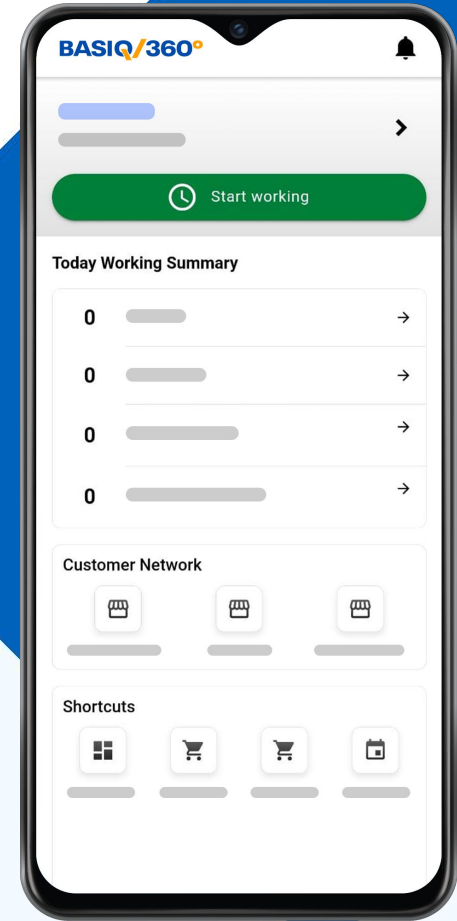 BASIQ/360°
Start working
Today Working Summary
0
0
0
0
Customer Network
Shortcuts